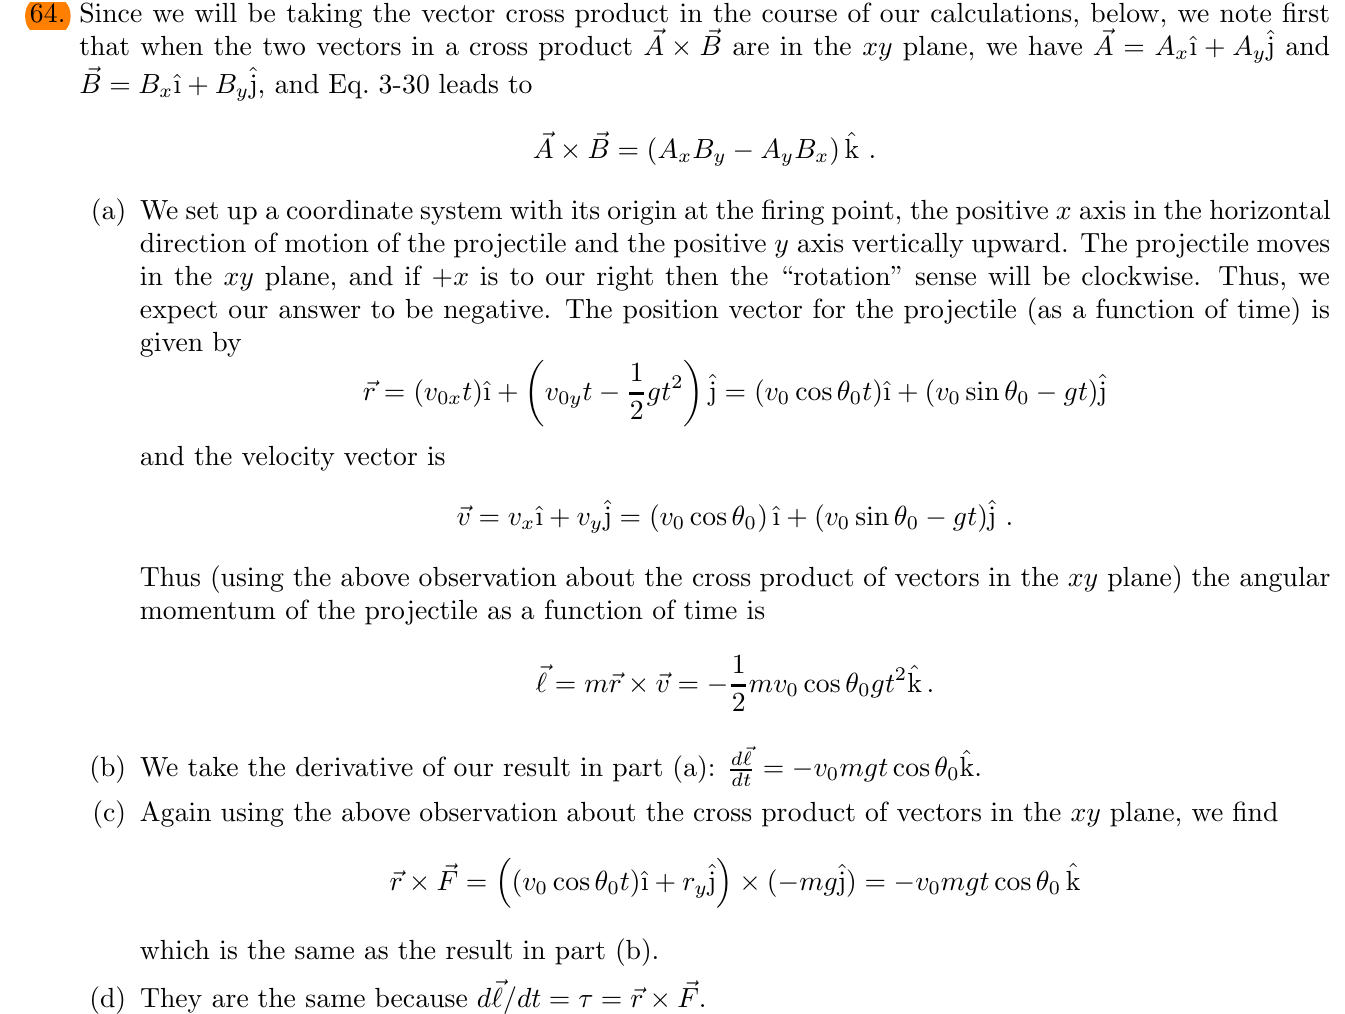 64. Since we will be taking the vector cross product in the course of our calculations, below, we note first
that when the two vectors in a cross product $\vec{A} \times \vec{B}$ are in the $xy$ plane, we have $\vec{A} = A_x\hat{\imath} + A_y\hat{\jmath}$ and
$\vec{B} = B_x\hat{\imath} + B_y\hat{\jmath}$, and Eq. 3-30 leads to
$\vec{A} \times \vec{B} = (A_xB_y - A_yB_x)\,\hat{\mathrm{k}}$ .
(a) We set up a coordinate system with its origin at the firing point, the positive $x$ axis in the horizontal
direction of motion of the projectile and the positive $y$ axis vertically upward. The projectile moves
in the $xy$ plane, and if $+x$ is to our right then the “rotation” sense will be clockwise. Thus, we
expect our answer to be negative. The position vector for the projectile (as a function of time) is
given by
$\vec{r} = (v_{0x}t)\hat{\imath} + \left(v_{0y}t - \frac{1}{2}gt^2\right)\hat{\jmath} = (v_0 \cos\theta_0 t)\hat{\imath} + (v_0 \sin\theta_0 - gt)\hat{\jmath}$
and the velocity vector is
$\vec{v} = v_x\hat{\imath} + v_y\hat{\jmath} = (v_0 \cos\theta_0)\,\hat{\imath} + (v_0 \sin\theta_0 - gt)\hat{\jmath}$ .
Thus (using the above observation about the cross product of vectors in the $xy$ plane) the angular
momentum of the projectile as a function of time is
$\vec{\ell} = m\vec{r} \times \vec{v} = -\frac{1}{2}mv_0 \cos\theta_0 gt^2\hat{\mathrm{k}}$ .
(b) We take the derivative of our result in part (a): $\frac{d\vec{\ell}}{dt} = -v_0mgt \cos\theta_0\hat{\mathrm{k}}$.
(c) Again using the above observation about the cross product of vectors in the $xy$ plane, we find
$\vec{r} \times \vec{F} = \left((v_0 \cos\theta_0 t)\hat{\imath} + r_y\hat{\jmath}\right) \times (-mg\hat{\jmath}) = -v_0mgt \cos\theta_0\,\hat{\mathrm{k}}$
which is the same as the result in part (b).
(d) They are the same because $d\vec{\ell}/dt = \tau = \vec{r} \times \vec{F}$.